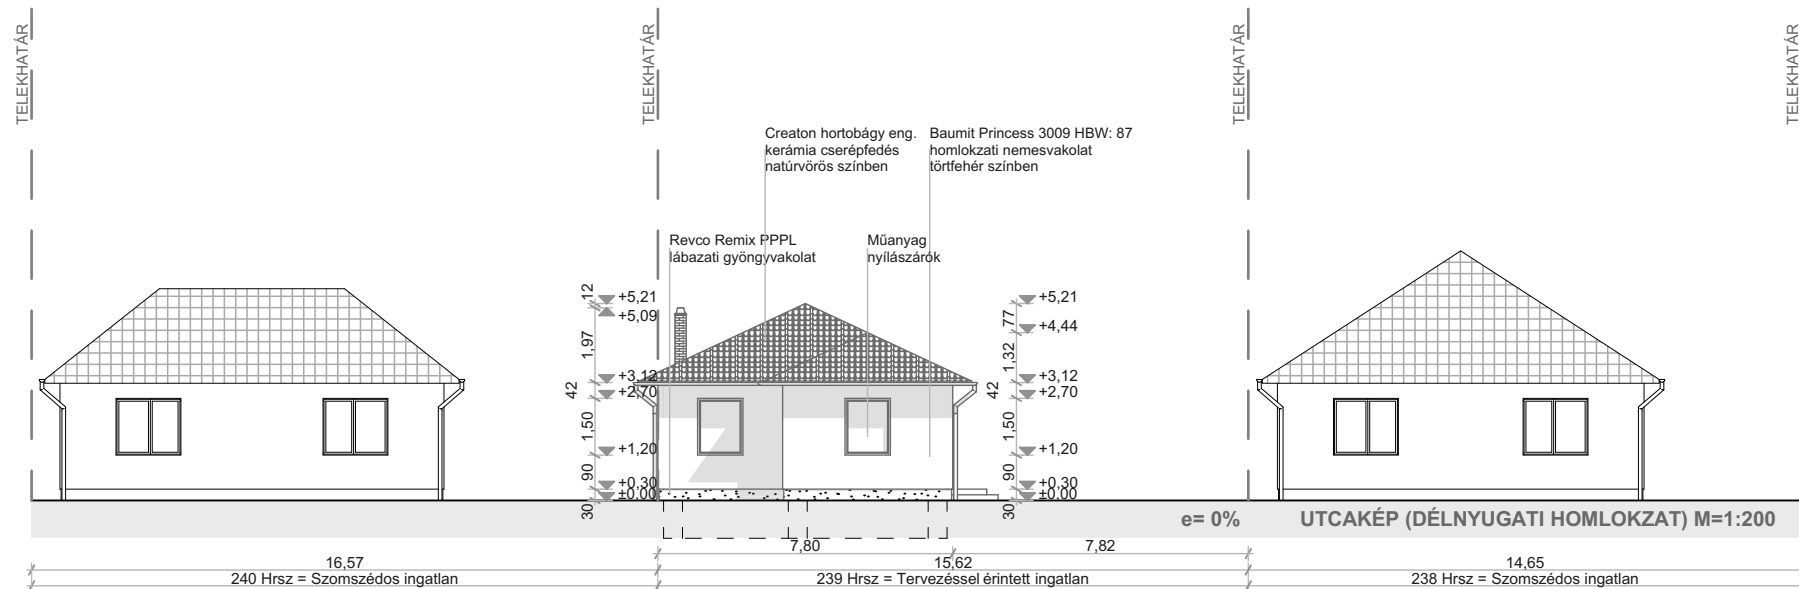 TELEKHATÁR
TELEKHATÁR
TELEKHATÁR
TELEKHATÁR
Creaton hortobágy eng.
kerámia cserépfedés
natúrvörös színben
Baumit Princess 3009 HBW: 87
homlokzati nemesvakolat
törtfehér színben
Revco Remix PPPL
lábazati gyöngyvakolat
Műanyag
nyílászárók
12
1,97
42
1,50
90
30
+5,21
+5,09
+3,12
+2,70
+1,20
+0,30
±0,00
77
1,32
42
1,50
90
30
+5,21
+4,44
+3,12
+2,70
+1,20
+0,30
±0,00
e= 0%
UTCAKÉP (DÉLNYUGATI HOMLOKZAT) M=1:200
7,80
7,82
16,57
15,62
14,65
240 Hrsz = Szomszédos ingatlan
239 Hrsz = Tervezéssel érintett ingatlan
238 Hrsz = Szomszédos ingatlan